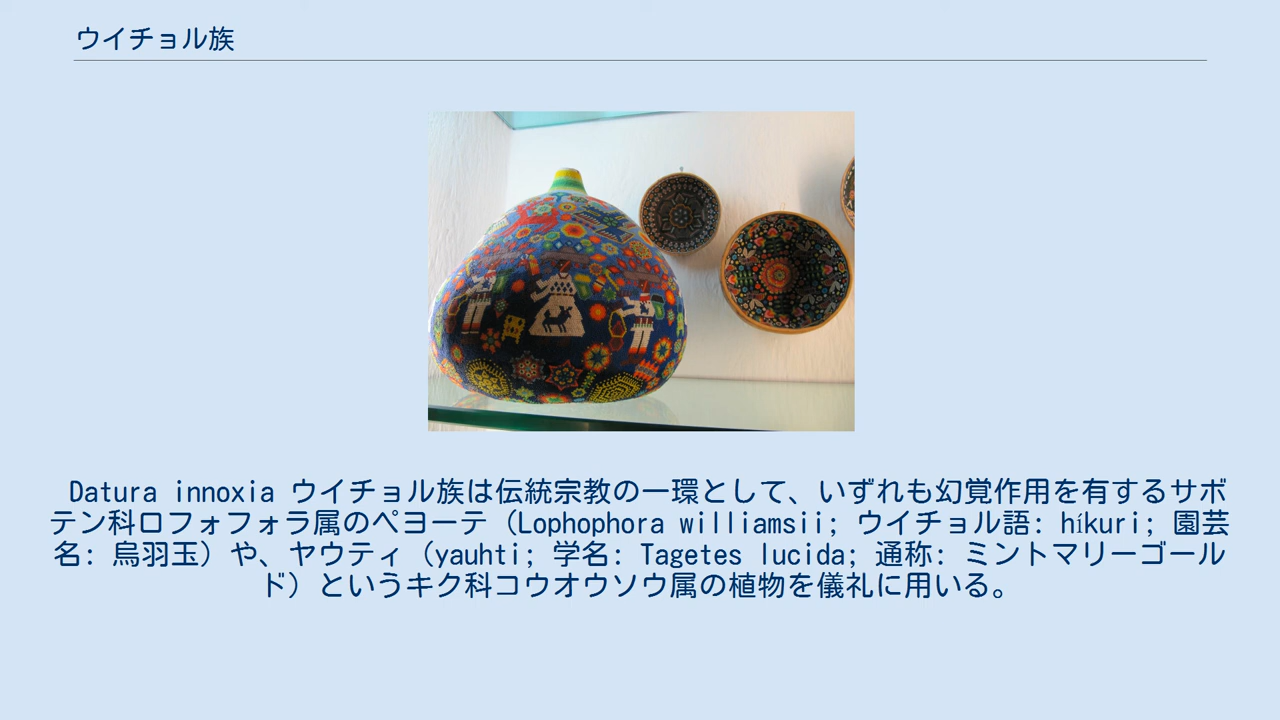 ウイチョル族
Datura innoxia ウイチョル族は伝統宗教の一環として、いずれも幻覚作用を有するサボ
テン科ロフォフォラ属のペヨーテ（Lophophora williamsii; ウイチョル語: híkuri; 園芸
名: 烏羽玉）や、ヤウティ（yauhti; 学名: Tagetes lucida; 通称: ミントマリーゴール
ド）というキク科コウオウソウ属の植物を儀礼に用いる。